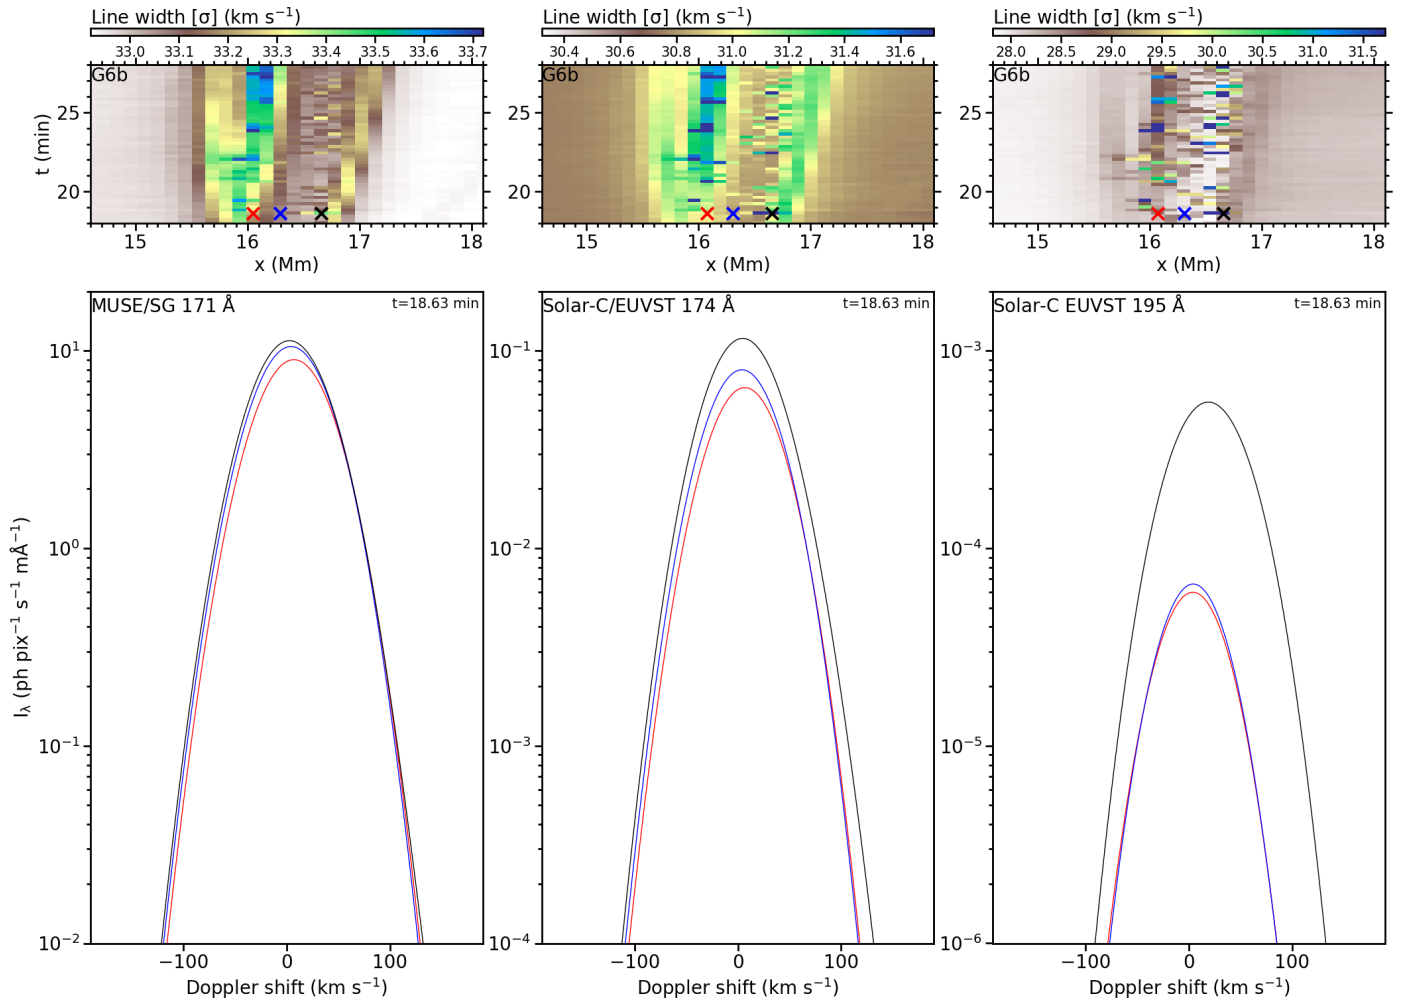 Line width [σ] (km s⁻¹) Line width [σ] (km s⁻¹) Line width [σ] (km s⁻¹)
33.0 33.1 33.2 33.3 33.4 33.5 33.6 33.7 30.4 30.6 30.8 31.0 31.2 31.4 31.6 28.0 28.5 29.0 29.5 30.0 30.5 31.0 31.5
G6b G6b G6b
25 25 25
t (min)
20 20 20
15 16 17 18 15 16 17 18 15 16 17 18
x (Mm) x (Mm) x (Mm)
MUSE/SG 171 Å t=18.63 min Solar-C/EUVST 174 Å t=18.63 min Solar-C EUVST 195 Å t=18.63 min
10¹ 10⁻¹ 10⁻³
10⁰ 10⁻² 10⁻⁴
I_λ (ph pix⁻¹ s⁻¹ mÅ⁻¹)
10⁻¹ 10⁻³ 10⁻⁵
10⁻² 10⁻⁴ 10⁻⁶
−100 0 100 −100 0 100 −100 0 100
Doppler shift (km s⁻¹) Doppler shift (km s⁻¹) Doppler shift (km s⁻¹)